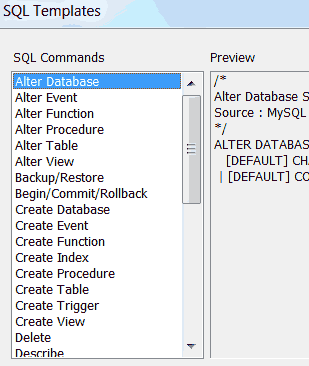 SQL Templates
SQL Commands
Alter Database
Alter Event
Alter Function
Alter Procedure
Alter Table
Alter View
Backup/Restore
Begin/Commit/Rollback
Create Database
Create Event
Create Function
Create Index
Create Procedure
Create Table
Create Trigger
Create View
Delete
Describe
Preview
/*
Alter Database S
Source : MySQL
*/
ALTER DATABAS
[DEFAULT] CHA
| [DEFAULT] CO